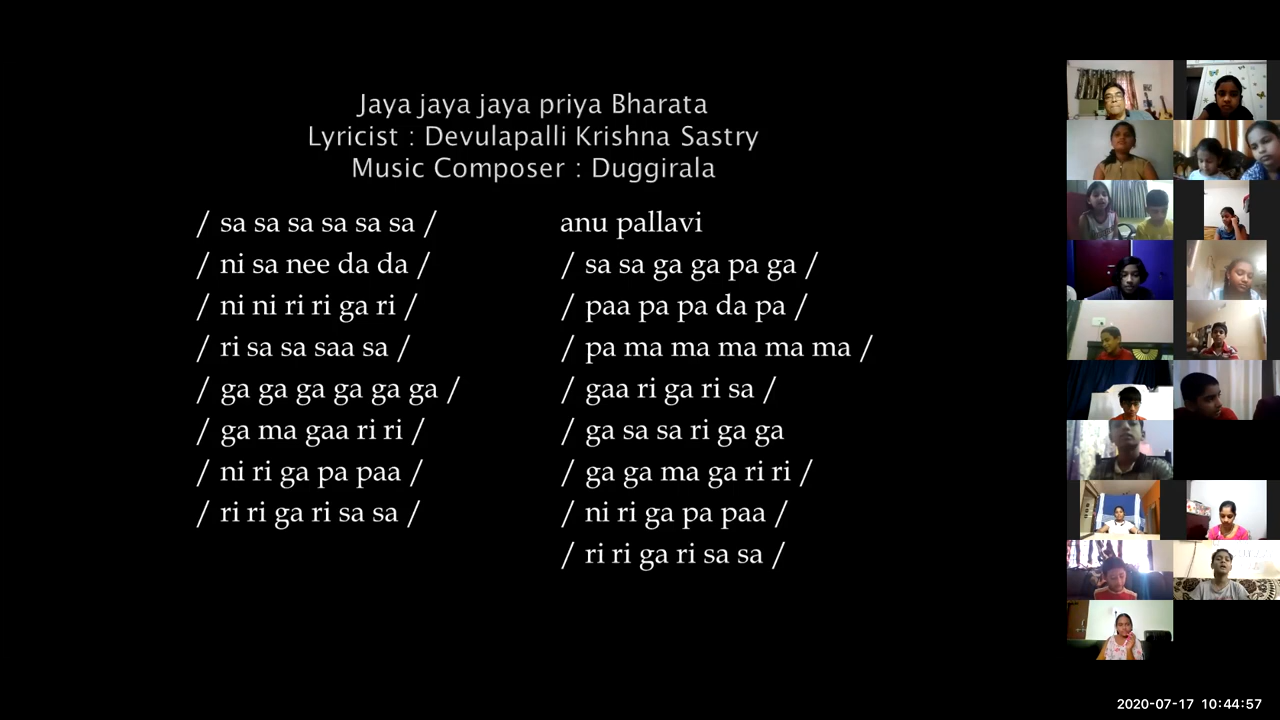 Jaya jaya jaya priya Bharata
Lyricist : Devulapalli Krishna Sastry
Music Composer : Duggirala
/ sa sa sa sa sa sa /
/ ni sa nee da da /
/ ni ni ri ri ga ri /
/ ri sa sa saa sa /
/ ga ga ga ga ga ga /
/ ga ma gaa ri ri /
/ ni ri ga pa paa /
/ ri ri ga ri sa sa /
anu pallavi
/ sa sa ga ga pa ga /
/ paa pa pa da pa /
/ pa ma ma ma ma ma /
/ gaa ri ga ri sa /
/ ga sa sa ri ga ga
/ ga ga ma ga ri ri /
/ ni ri ga pa paa /
/ ri ri ga ri sa sa /
2020-07-17 10:44:57